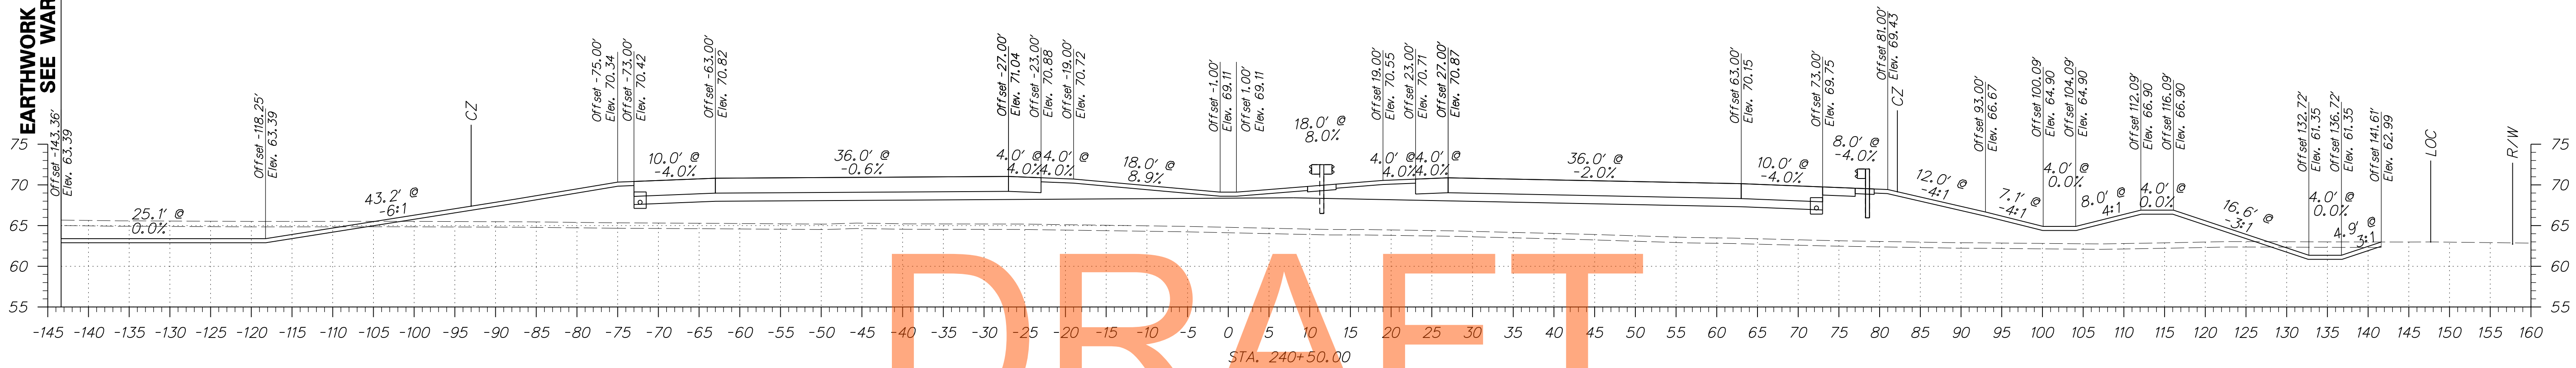 EARTHWORK
SEE WAR
Offset -143.36'
Elev. 63.39
Offset -118.25'
Elev. 63.39
CZ
Offset -75.00'
Elev. 70.34
Offset -73.00'
Elev. 70.42
Offset -63.00'
Elev. 70.82
Offset -27.00'
Elev. 71.04
Offset -23.00'
Elev. 70.88
Offset -19.00'
Elev. 70.72
Offset -1.00'
Elev. 69.11
Offset 1.00'
Elev. 69.11
Offset 19.00'
Elev. 70.55
Offset 23.00'
Elev. 70.71
Offset 27.00'
Elev. 70.87
Offset 63.00'
Elev. 70.15
Offset 73.00'
Elev. 69.75
Offset 81.00'
Elev. 69.43
CZ
Offset 93.00'
Elev. 66.67
Offset 100.09'
Elev. 64.90
Offset 104.09'
Elev. 64.90
Offset 112.09'
Elev. 66.90
Offset 116.09'
Elev. 66.90
Offset 132.72'
Elev. 61.35
Offset 136.72'
Elev. 61.35
Offset 141.61'
Elev. 62.99
LOC
R/W
25.1' @
0.0%
43.2' @
-6:1
10.0' @
-4.0%
36.0' @
-0.6%
4.0' @
4.0%
4.0' @
4.0%
18.0' @
8.9%
18.0' @
8.0%
4.0' @
4.0%
4.0' @
4.0%
36.0' @
-2.0%
10.0' @
-4.0%
8.0' @
-4.0%
12.0' @
-4:1
7.1' @
-4:1
4.0' @
0.0%
8.0' @
4:1
4.0' @
0.0%
16.6' @
-3:1
4.0' @
0.0%
4.9' @
3:1
75 75
70 70
65 65
60 60
55 55
-145 -140 -135 -130 -125 -120 -115 -110 -105 -100 -95 -90 -85 -80 -75 -70 -65 -60 -55 -50 -45 -40 -35 -30 -25 -20 -15 -10 -5 0 5 10 15 20 25 30 35 40 45 50 55 60 65 70 75 80 85 90 95 100 105 110 115 120 125 130 135 140 145 150 155 160
STA. 240+50.00
DRAFT